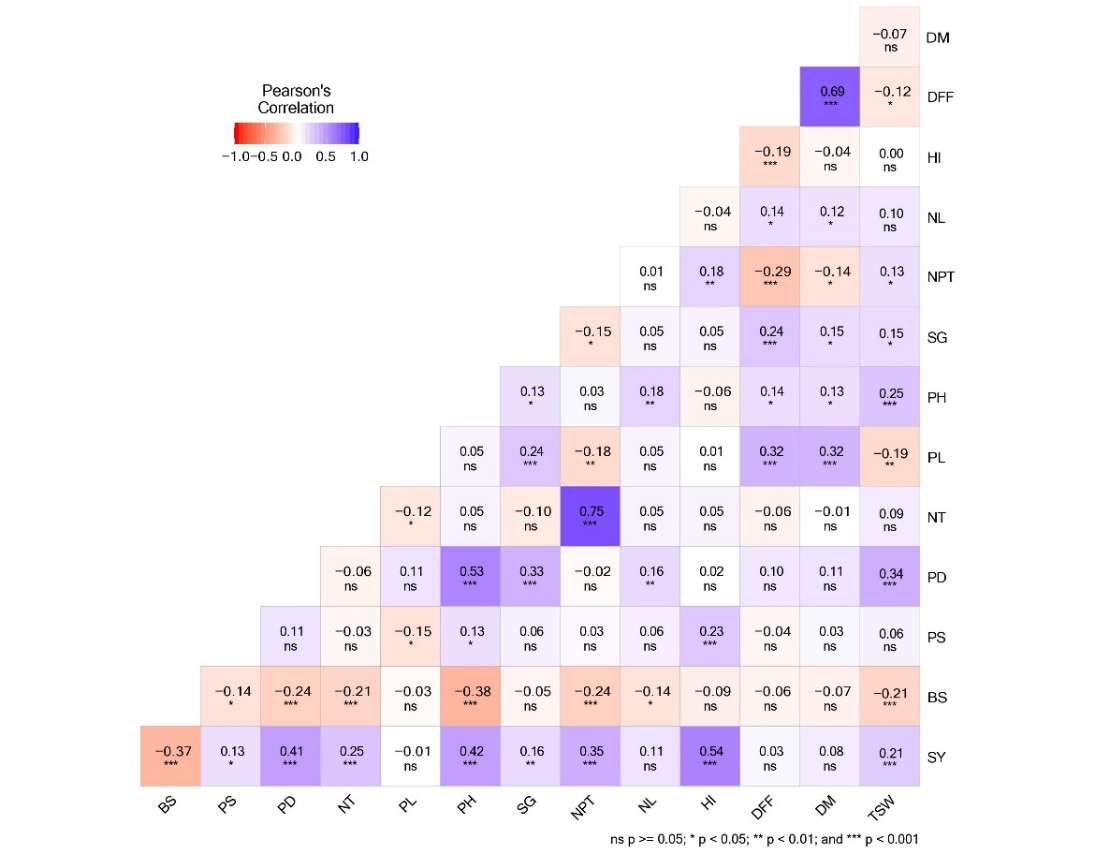 −0.07 DM
ns
Pearson's
Correlation
−1.0 −0.5 0.0 0.5 1.0
0.69 −0.12 DFF
*** *
−0.19 −0.04 0.00 HI
*** ns ns
−0.04 0.14 0.12 0.10 NL
ns * * ns
0.01 0.18 −0.29 −0.14 0.13 NPT
ns ** *** * *
−0.15 0.05 0.05 0.24 0.15 0.15 SG
* ns ns *** * *
0.13 0.03 0.18 −0.06 0.14 0.13 0.25 PH
* ns ** ns * * ***
0.05 0.24 −0.18 0.05 0.01 0.32 0.32 −0.19 PL
ns *** ** ns ns *** *** **
−0.12 0.05 −0.10 0.75 0.05 0.05 −0.06 −0.01 0.09 NT
* ns ns *** ns ns ns ns ns
−0.06 0.11 0.53 0.33 −0.02 0.16 0.02 0.10 0.11 0.34 PD
ns ns *** *** ns ** ns ns ns ***
0.11 −0.03 −0.15 0.13 0.06 0.03 0.06 0.23 −0.04 0.03 0.06 PS
ns ns * * ns ns ns *** ns ns ns
−0.14 −0.24 −0.21 −0.03 −0.38 −0.05 −0.24 −0.14 −0.09 −0.06 −0.07 −0.21 BS
* *** *** ns *** ns *** * ns ns ns ***
−0.37 0.13 0.41 0.25 −0.01 0.42 0.16 0.35 0.11 0.54 0.03 0.08 0.21 SY
*** * *** *** ns *** ** *** ns *** ns ns ***
BS PS PD NT PL PH SG NPT NL HI DFF DM TSW
ns p >= 0.05; * p < 0.05; ** p < 0.01; and *** p < 0.001